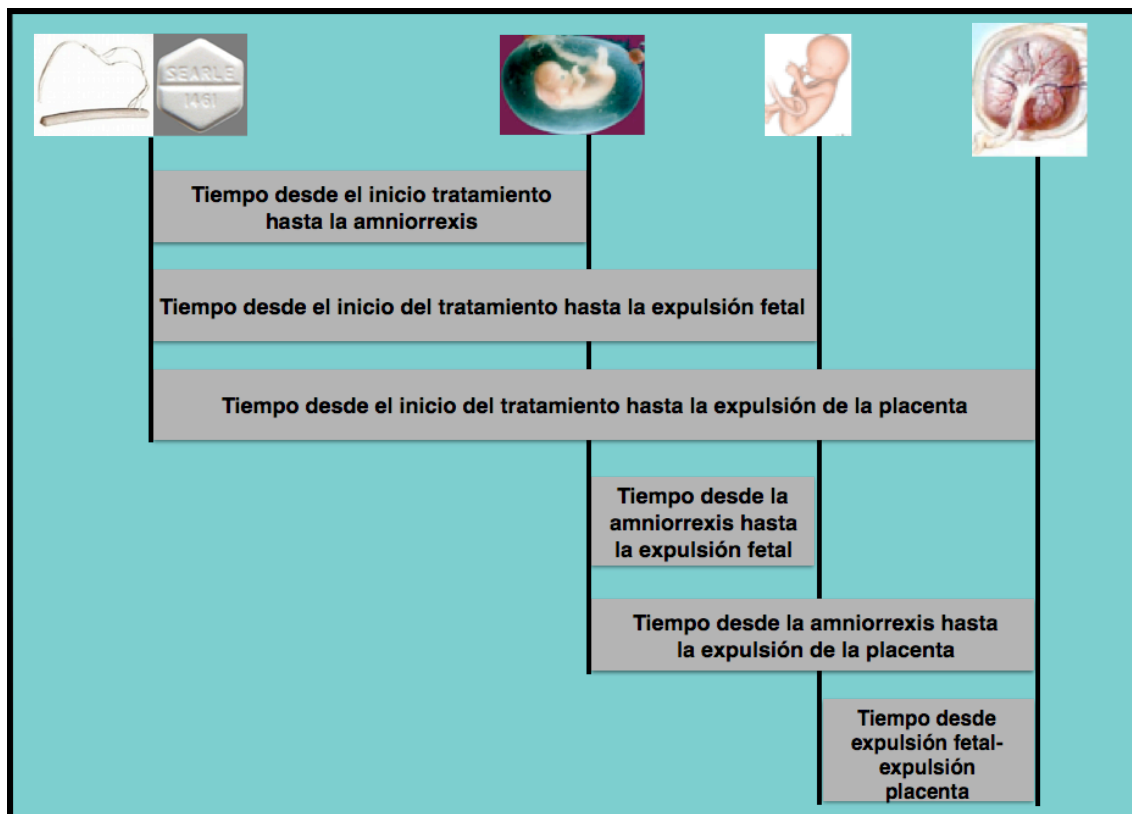 SEARLE
1461
Tiempo desde el inicio tratamiento
hasta la amniorrexis
Tiempo desde el inicio del tratamiento hasta la expulsión fetal
Tiempo desde el inicio del tratamiento hasta la expulsión de la placenta
Tiempo desde la
amniorrexis hasta
la expulsión fetal
Tiempo desde la amniorrexis hasta
la expulsión de la placenta
Tiempo desde
expulsión fetal-
expulsión
placenta